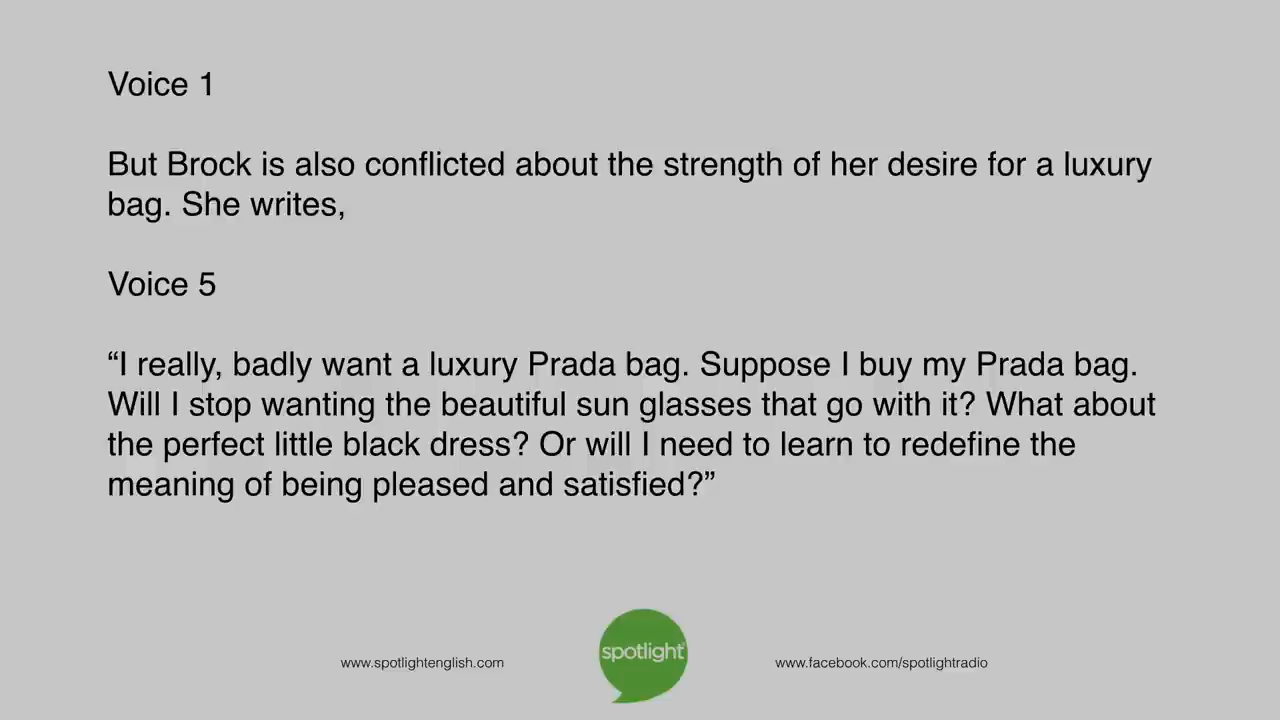 Voice 1
But Brock is also conflicted about the strength of her desire for a luxury
bag. She writes,
Voice 5
“I really, badly want a luxury Prada bag. Suppose I buy my Prada bag.
Will I stop wanting the beautiful sun glasses that go with it? What about
the perfect little black dress? Or will I need to learn to redefine the
meaning of being pleased and satisfied?”
www.spotlightenglish.com
spotlight
www.facebook.com/spotlightradio